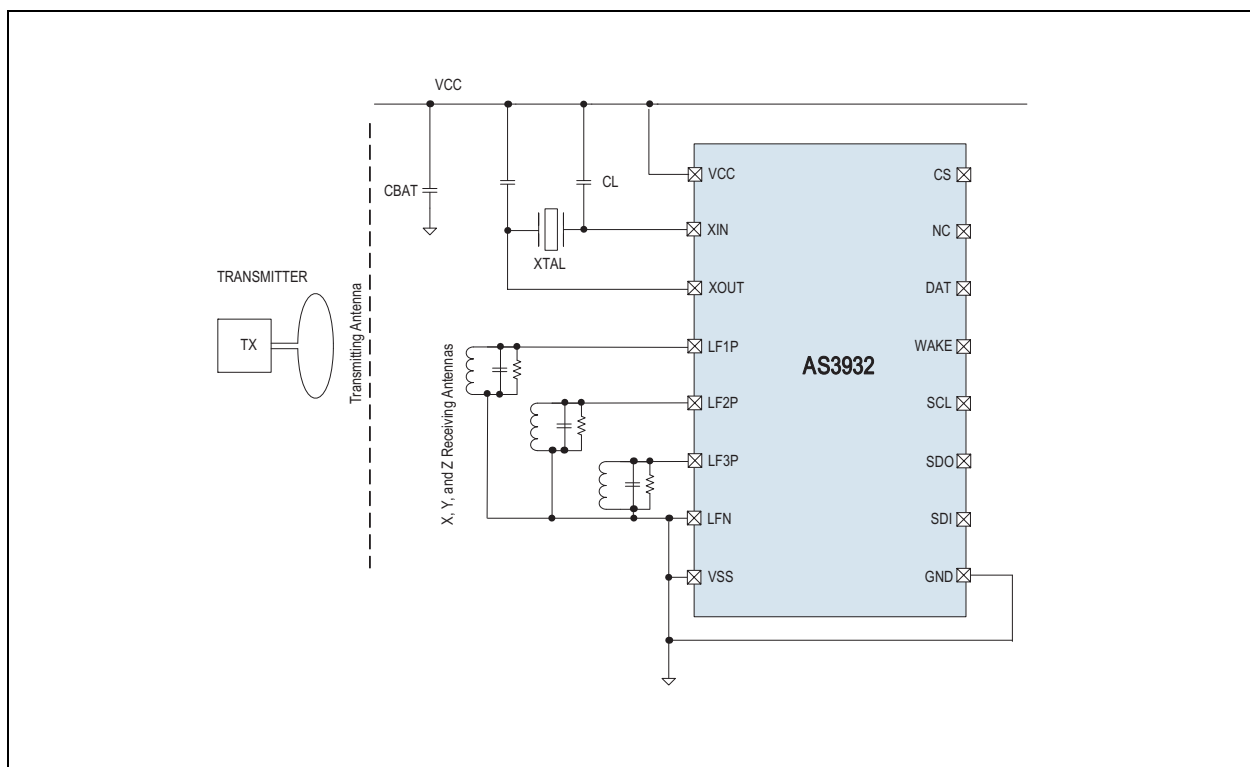 VCC
CBAT
CL
XTAL
TRANSMITTER
TX
Transmitting Antenna
X, Y, and Z Receiving Antennas
VCC
XIN
XOUT
LF1P
LF2P
LF3P
LFN
VSS
AS3932
CS
NC
DAT
WAKE
SCL
SDO
SDI
GND